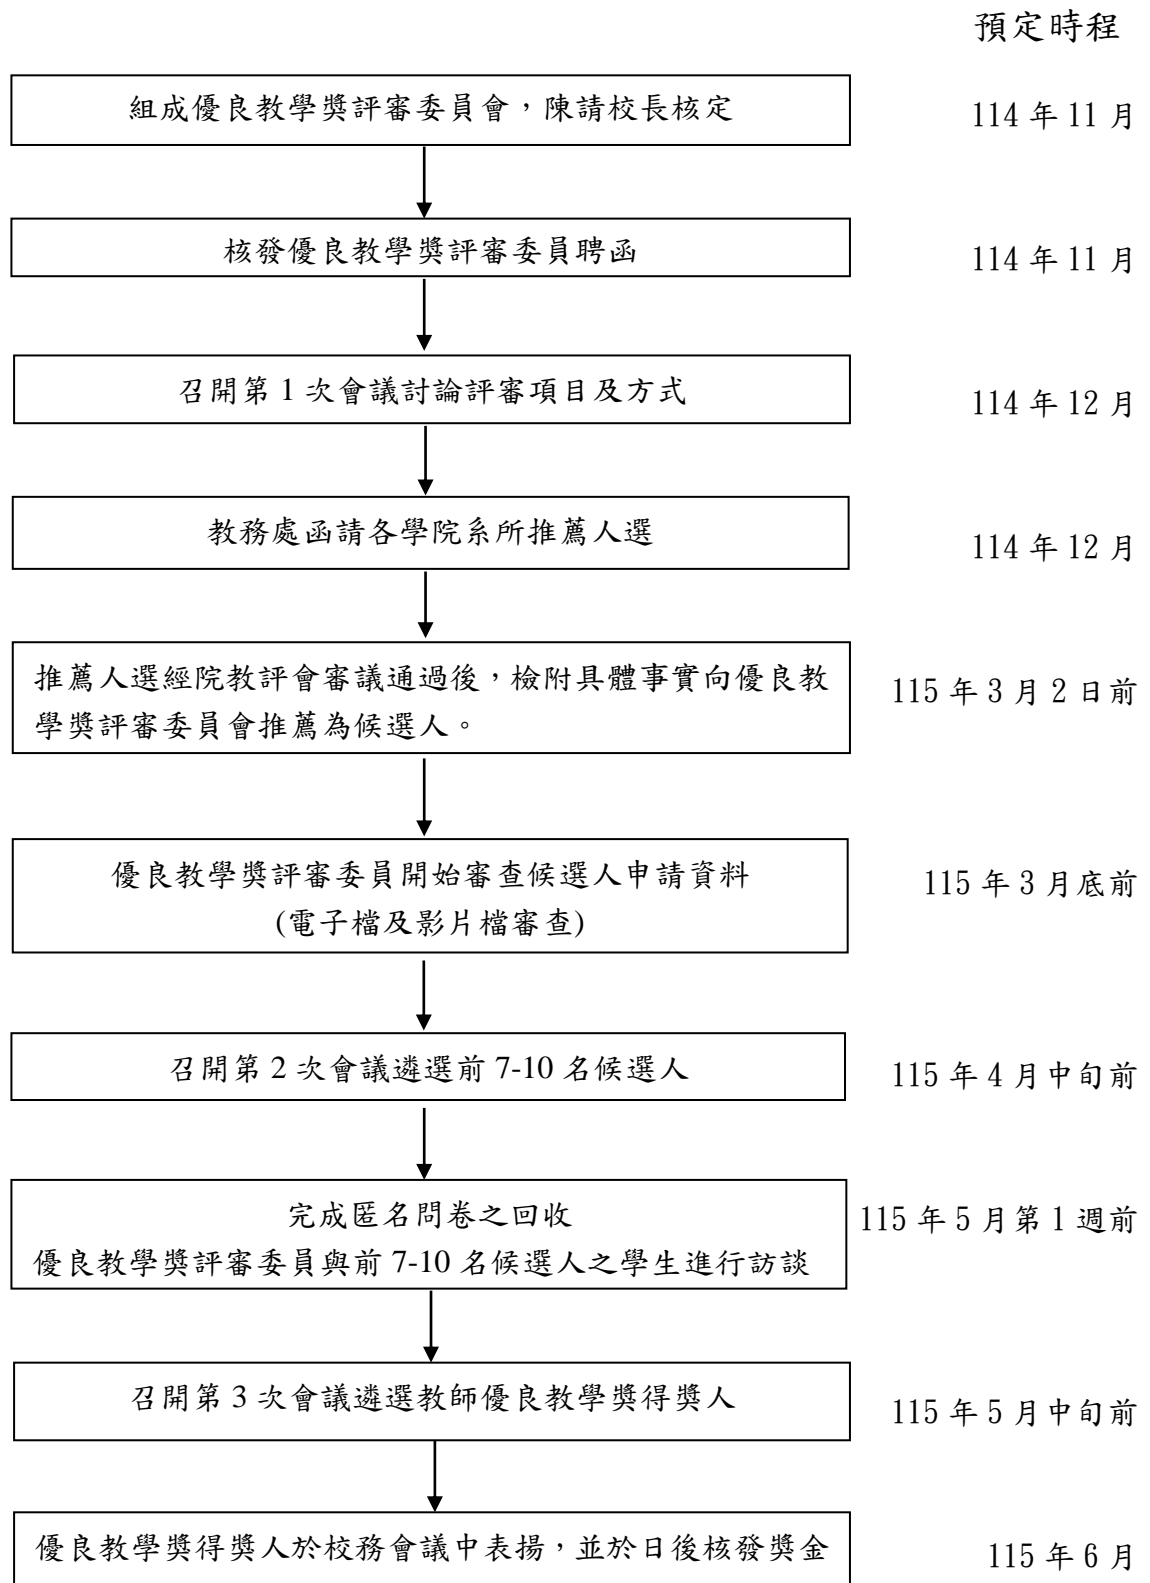 預定時程
組成優良教學獎評審委員會，陳請校長核定
114 年 11 月
核發優良教學獎評審委員聘函
114 年 11 月
召開第 1 次會議討論評審項目及方式
114 年 12 月
教務處函請各學院系所推薦人選
114 年 12 月
推薦人選經院教評會審議通過後，檢附具體事實向優良教
學獎評審委員會推薦為候選人。
115 年 3 月 2 日前
優良教學獎評審委員開始審查候選人申請資料
(電子檔及影片檔審查)
115 年 3 月底前
召開第 2 次會議遴選前 7-10 名候選人
115 年 4 月中旬前
完成匿名問卷之回收
優良教學獎評審委員與前 7-10 名候選人之學生進行訪談
115 年 5 月第 1 週前
召開第 3 次會議遴選教師優良教學獎得獎人
115 年 5 月中旬前
優良教學獎得獎人於校務會議中表揚，並於日後核發獎金
115 年 6 月